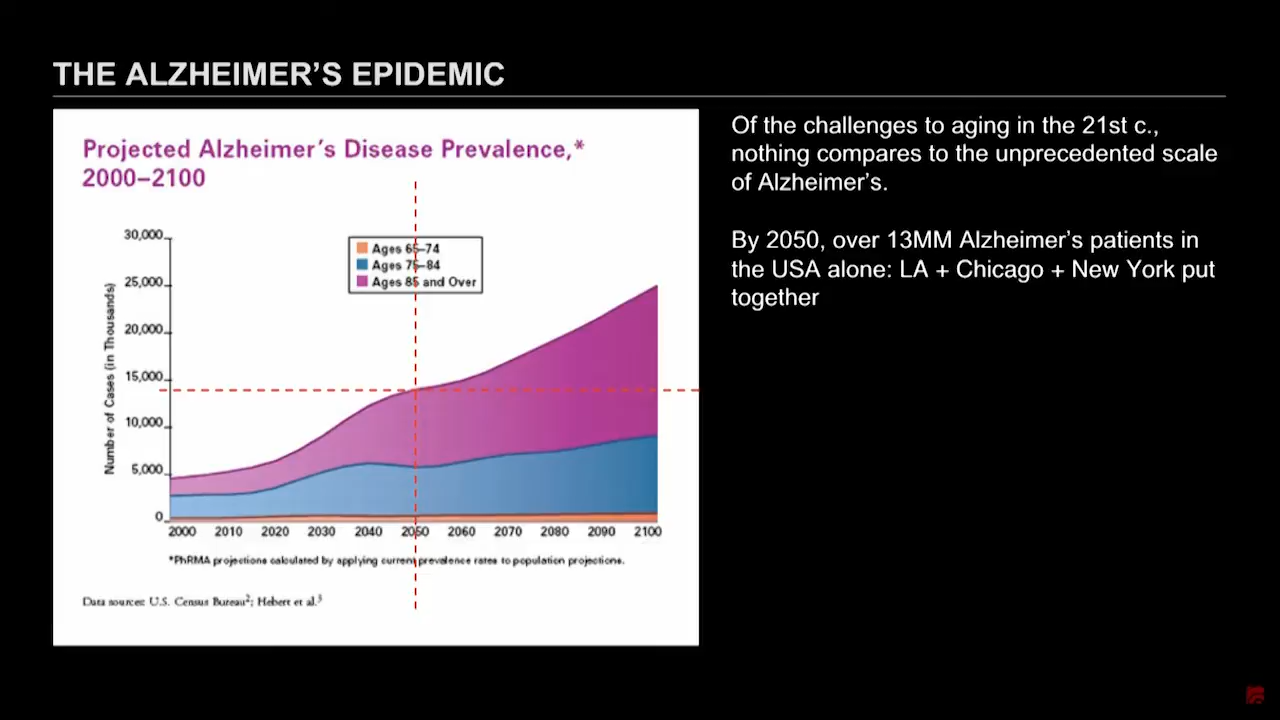 THE ALZHEIMER'S EPIDEMIC
Projected Alzheimer's Disease Prevalence,*
2000–2100
30,000
25,000
20,000
15,000
10,000
5,000
0
Number of Cases (in Thousands)
Ages 65–74
Ages 75–84
Ages 85 and Over
2000 2010 2020 2030 2040 2050 2060 2070 2080 2090 2100
*PhRMA projections calculated by applying current prevalence rates to population projections.
Data sources: U.S. Census Bureau²; Hebert et al.³
Of the challenges to aging in the 21st c.,
nothing compares to the unprecedented scale
of Alzheimer's.
By 2050, over 13MM Alzheimer's patients in
the USA alone: LA + Chicago + New York put
together